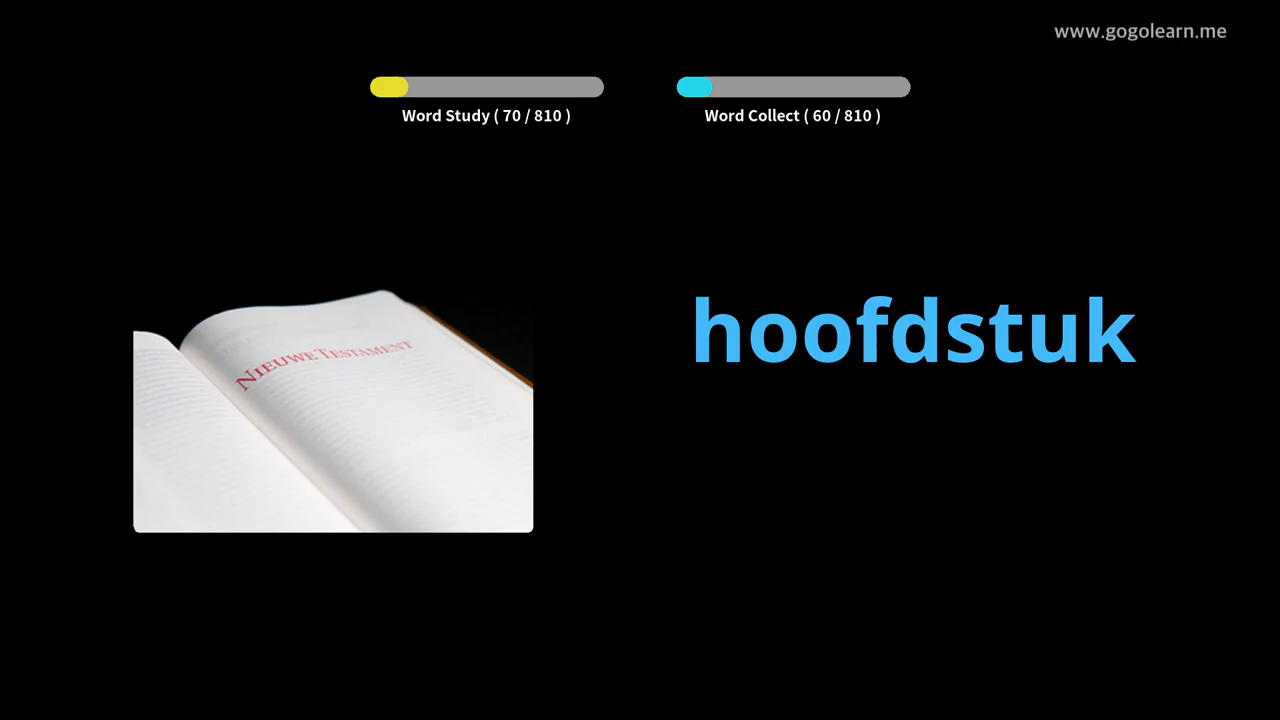 www.gogolearn.me
Word Study ( 70 / 810 )
Word Collect ( 60 / 810 )
NIEUWE TESTAMENT
hoofdstuk